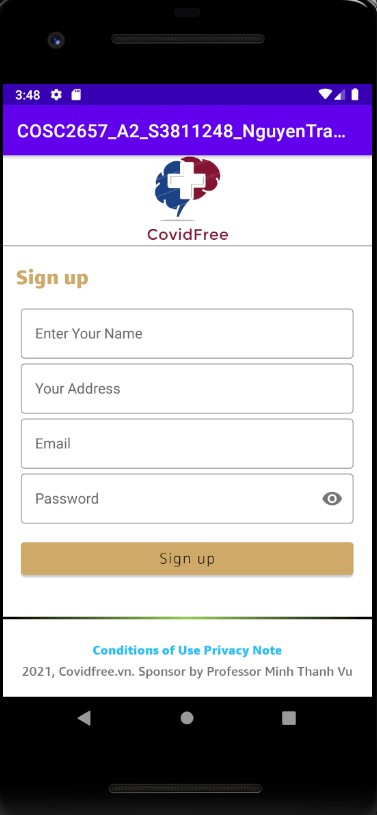 3:48
COSC2657_A2_S3811248_NguyenTra...
CovidFree
Sign up
Enter Your Name
Your Address
Email
Password
Sign up
Conditions of Use Privacy Note
2021, Covidfree.vn. Sponsor by Professor Minh Thanh Vu